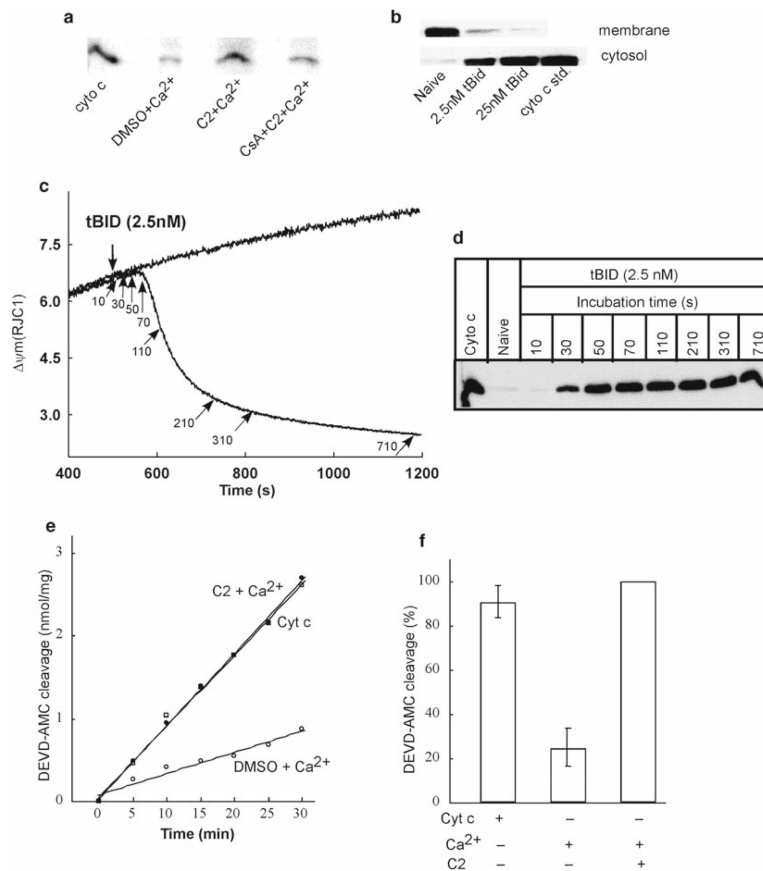 a
cyto c
DMSO+Ca2+
C2+Ca2+
CsA+C2+Ca2+
b
membrane
cytosol
Naive
2.5nM tBid
25nM tBid
cyto c std.
c
tBID (2.5nM)
7.5
6.0
4.5
3.0
Δψm(RJC1)
10
30
50
70
110
210
310
710
400
600
800
1000
1200
Time (s)
d
tBID (2.5 nM)
Incubation time (s)
Cyto c
Naive
10
30
50
70
110
210
310
710
e
3
2
1
0
DEVD-AMC cleavage (nmol/mg)
C2 + Ca2+
Cyt c
DMSO + Ca2+
0
5
10
15
20
25
30
Time (min)
f
100
80
60
40
20
0
DEVD-AMC cleavage (%)
Cyt c + – –
Ca2+ – + +
C2 – – +